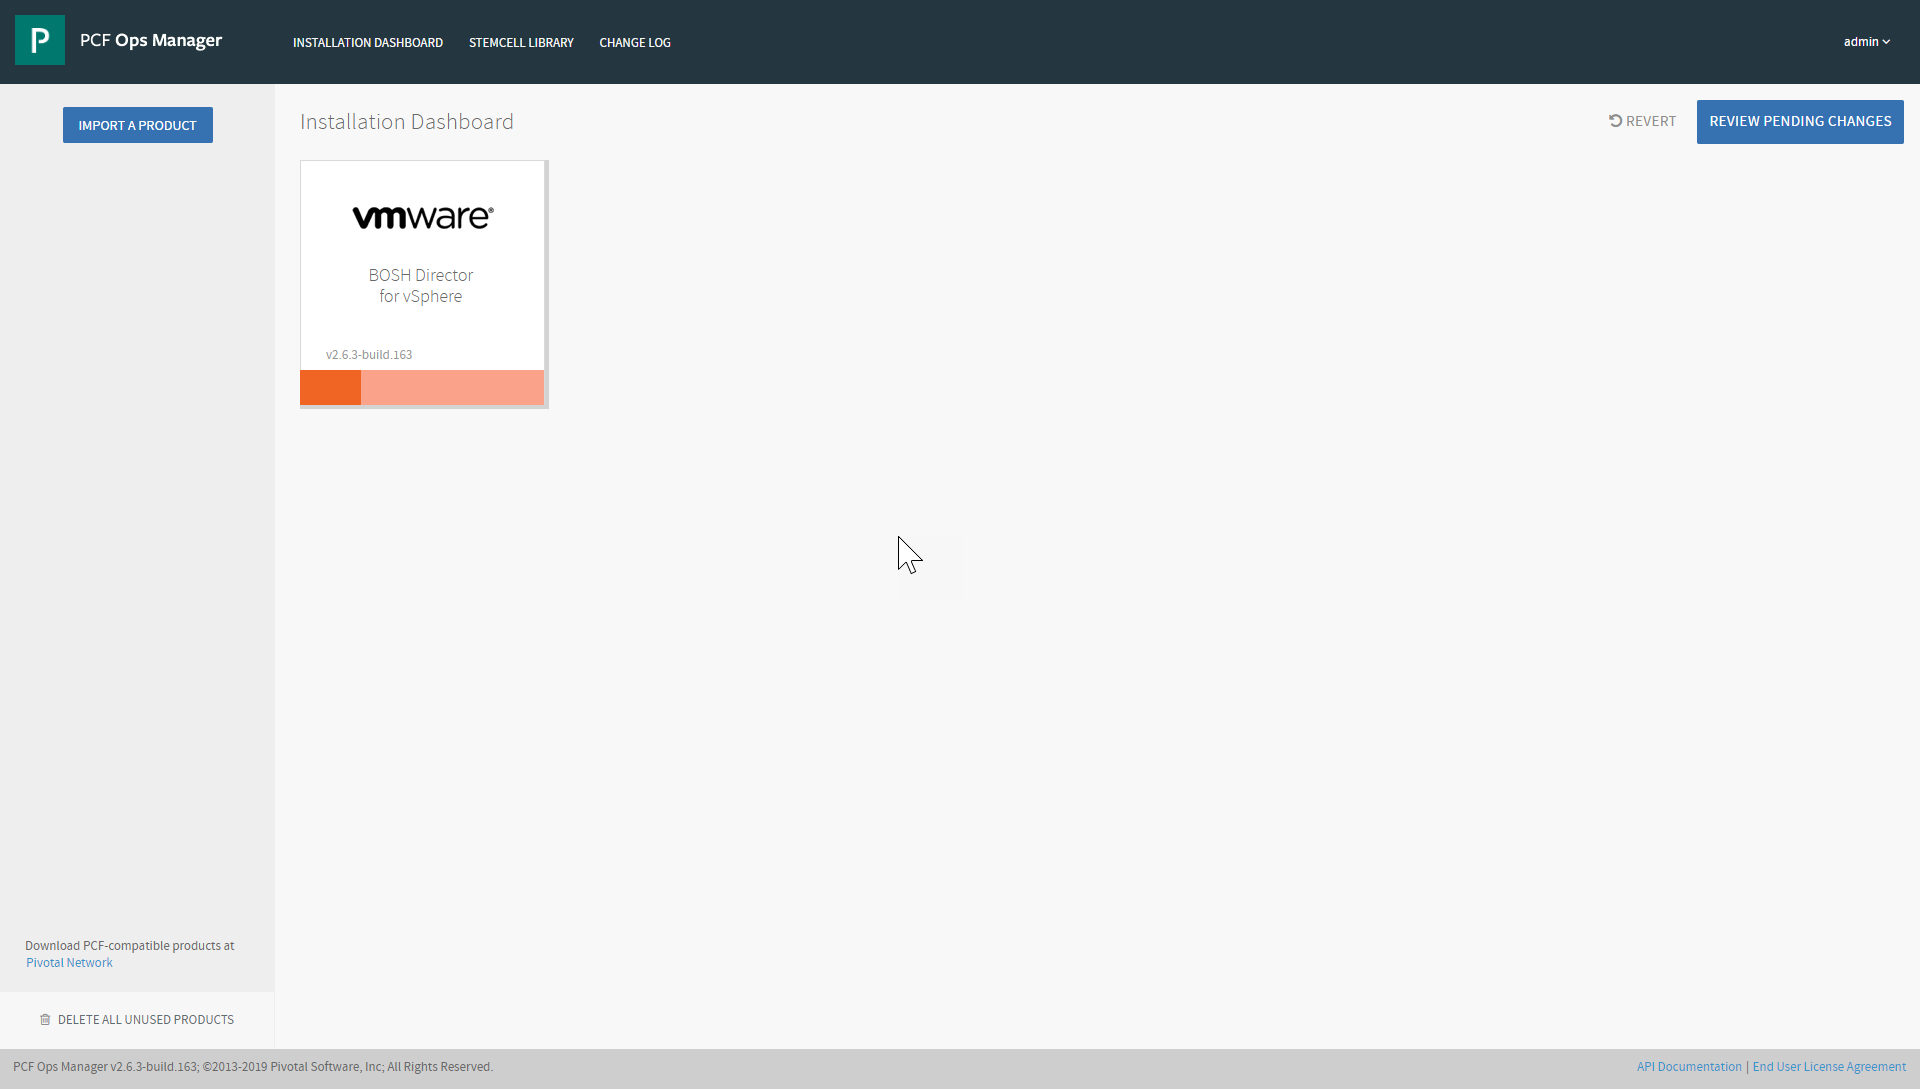 PCF Ops Manager
INSTALLATION DASHBOARD
STEMCELL LIBRARY
CHANGE LOG
admin
IMPORT A PRODUCT
Installation Dashboard
REVERT
REVIEW PENDING CHANGES
vmware®
BOSH Director
for vSphere
v2.6.3-build.163
Download PCF-compatible products at
Pivotal Network
DELETE ALL UNUSED PRODUCTS
PCF Ops Manager v2.6.3-build.163; ©2013-2019 Pivotal Software, Inc; All Rights Reserved.
API Documentation | End User License Agreement